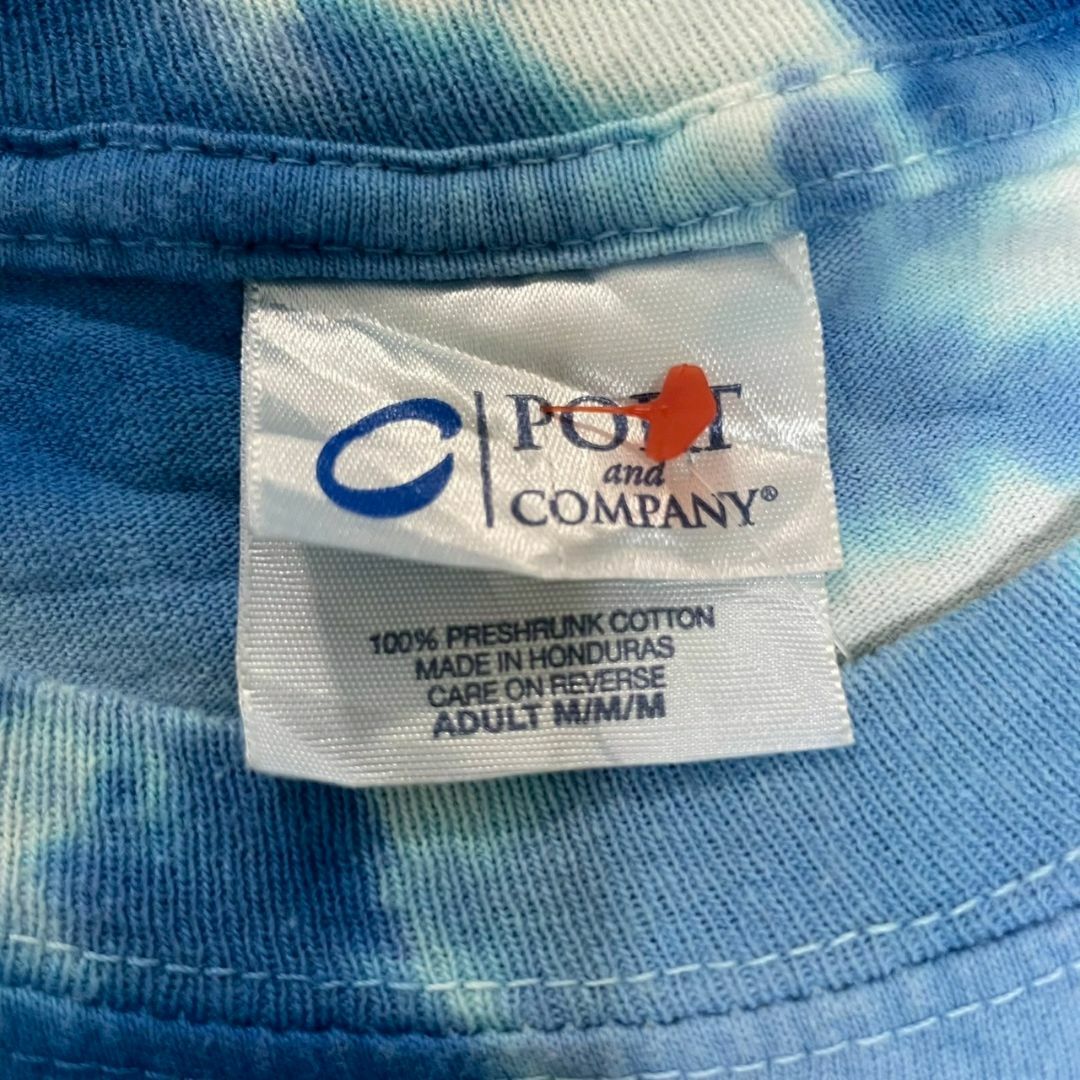 PORT
and
COMPANY®
100% PRESHRUNK COTTON
MADE IN HONDURAS
CARE ON REVERSE
ADULT M/M/M